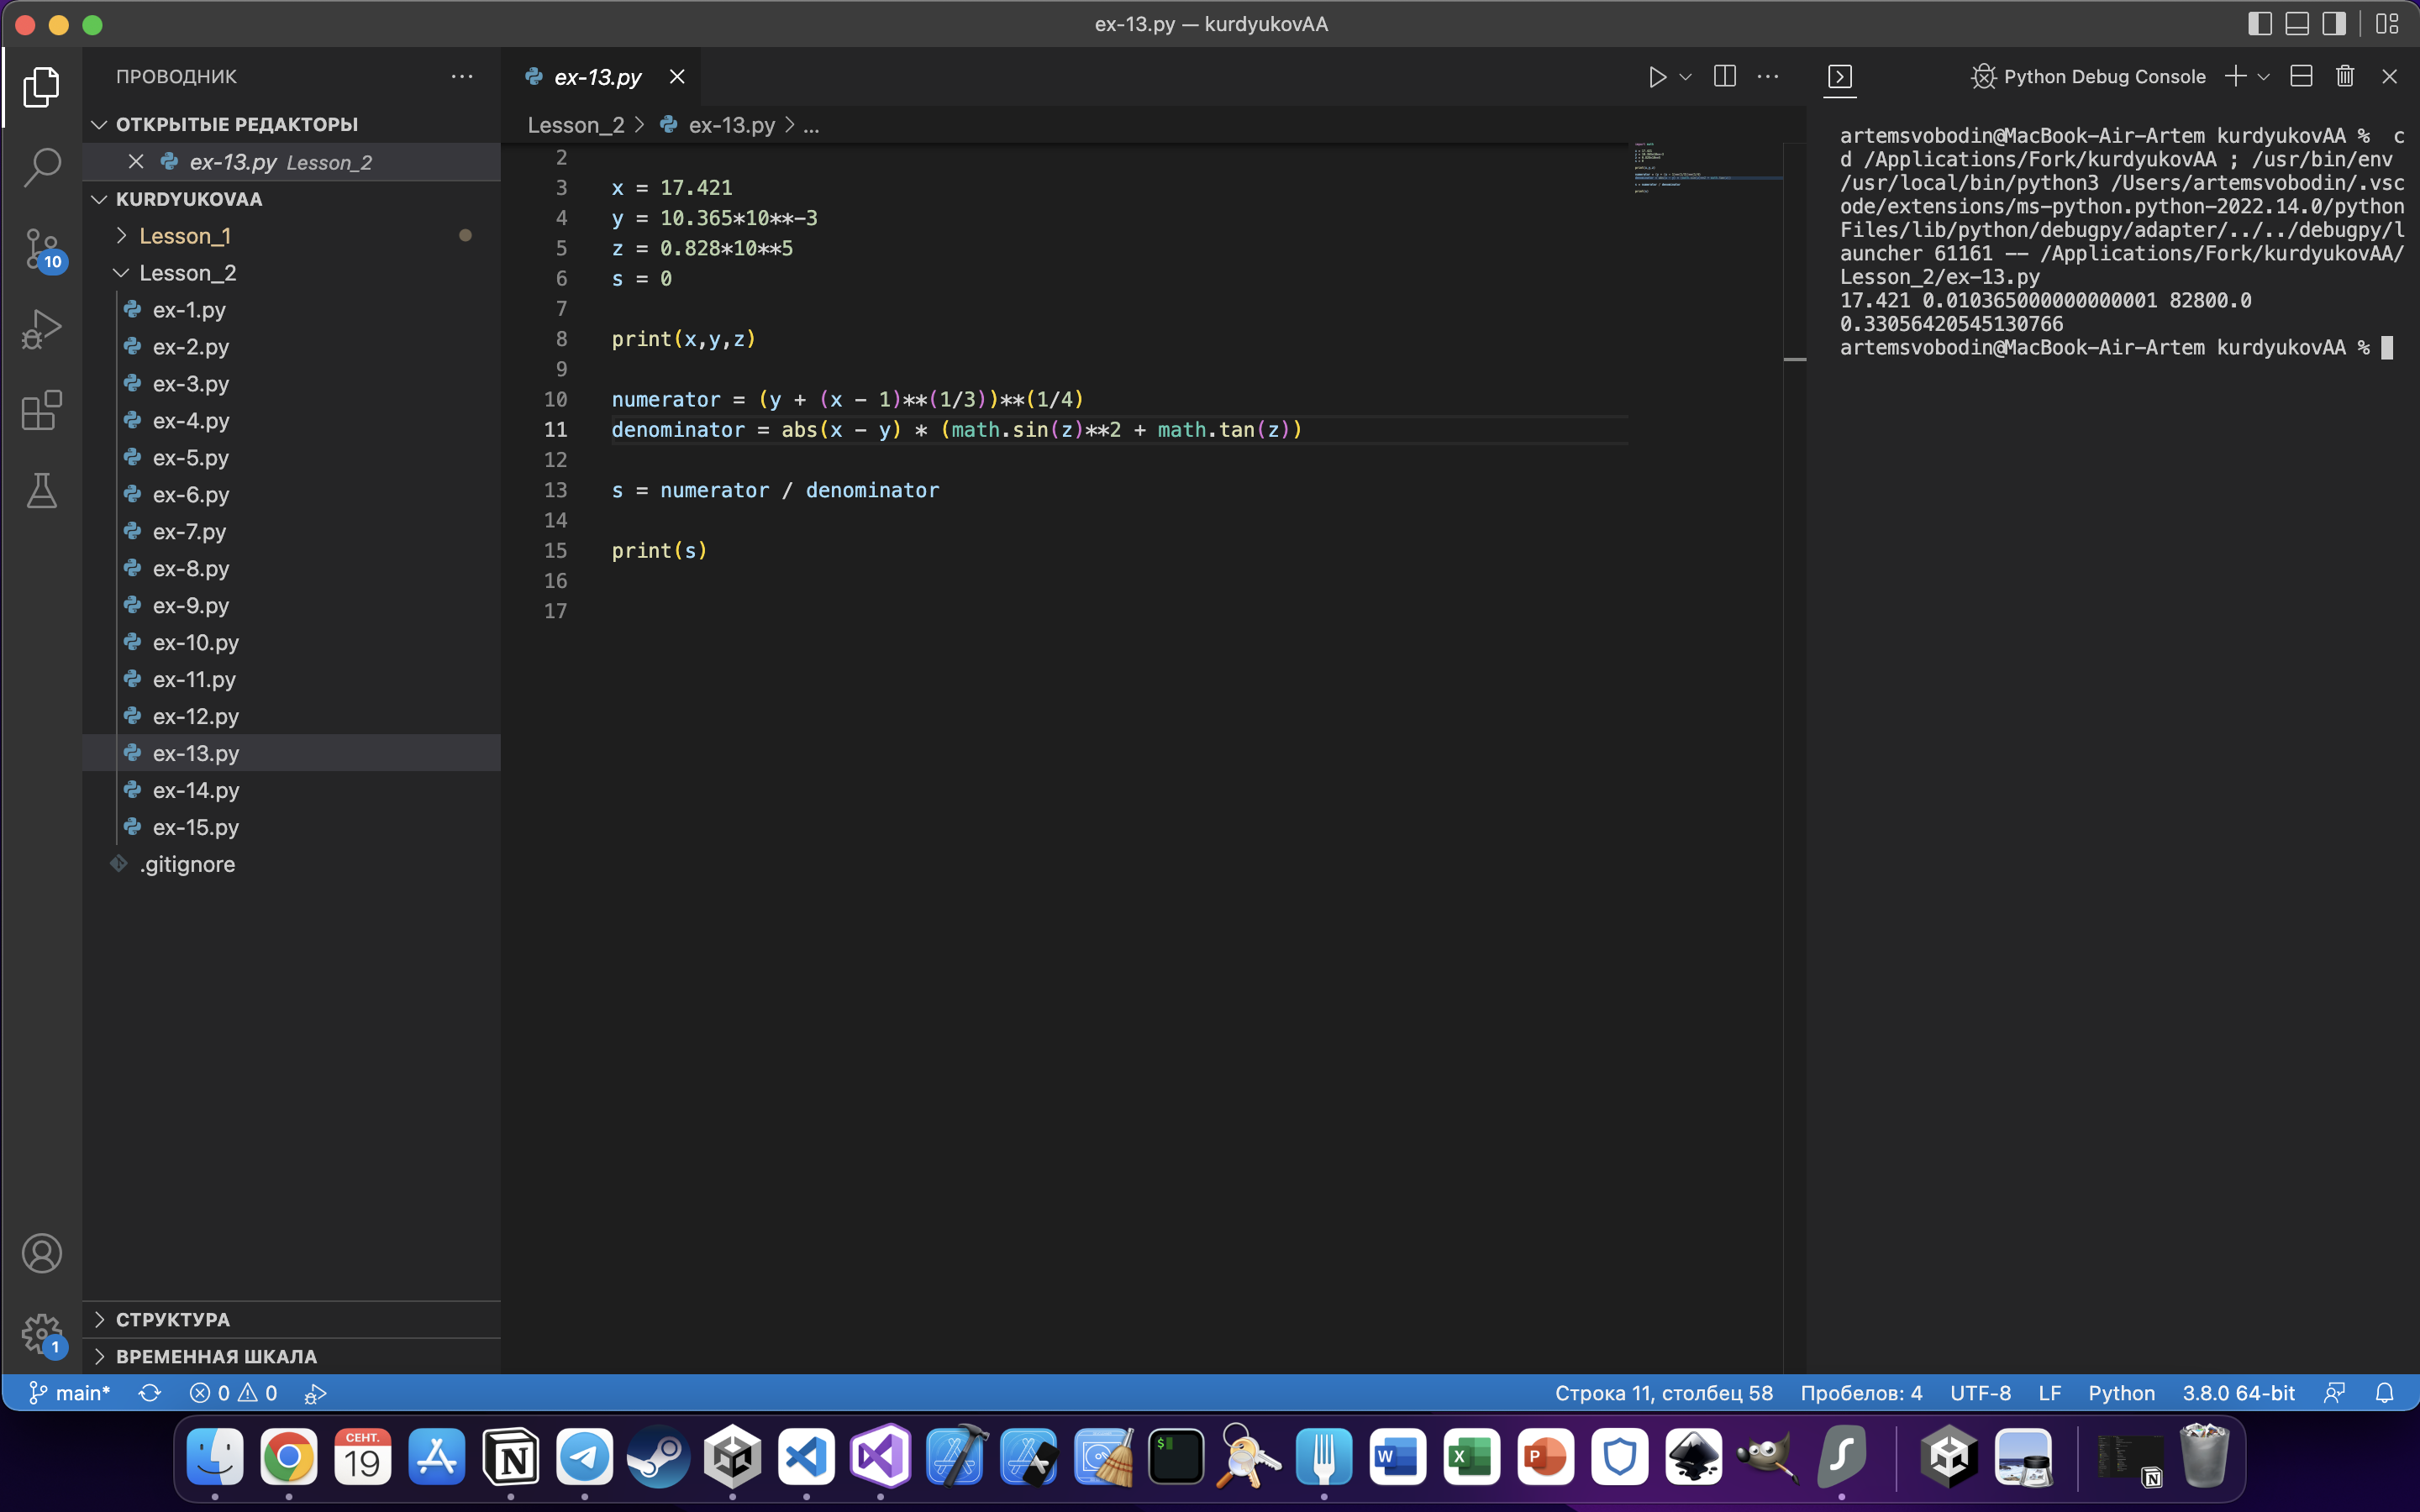 ex-13.py — kurdyukovAA
ПРОВОДНИК
ОТКРЫТЫЕ РЕДАКТОРЫ
ex-13.py Lesson_2
KURDYUKOVAA
Lesson_1
Lesson_2
ex-1.py
ex-2.py
ex-3.py
ex-4.py
ex-5.py
ex-6.py
ex-7.py
ex-8.py
ex-9.py
ex-10.py
ex-11.py
ex-12.py
ex-13.py
ex-14.py
ex-15.py
.gitignore
СТРУКТУРА
ВРЕМЕННАЯ ШКАЛА
10
1
ex-13.py
Lesson_2 > ex-13.py > ...
2
3 x = 17.421
4 y = 10.365*10**-3
5 z = 0.828*10**5
6 s = 0
7
8 print(x,y,z)
9
10 numerator = (y + (x - 1)**(1/3))**(1/4)
11 denominator = abs(x - y) * (math.sin(z)**2 + math.tan(z))
12
13 s = numerator / denominator
14
15 print(s)
16
17
Python Debug Console
artemsvobodin@MacBook-Air-Artem kurdyukovAA %  c
d /Applications/Fork/kurdyukovAA ; /usr/bin/env
/usr/local/bin/python3 /Users/artemsvobodin/.vsc
ode/extensions/ms-python.python-2022.14.0/python
Files/lib/python/debugpy/adapter/../../debugpy/l
auncher 61161 -- /Applications/Fork/kurdyukovAA/
Lesson_2/ex-13.py
17.421 0.010365000000000001 82800.0
0.33056420545130766
artemsvobodin@MacBook-Air-Artem kurdyukovAA %
main* 0 0 Строка 11, столбец 58 Пробелов: 4 UTF-8 LF Python 3.8.0 64-bit
СЕНТ.
19